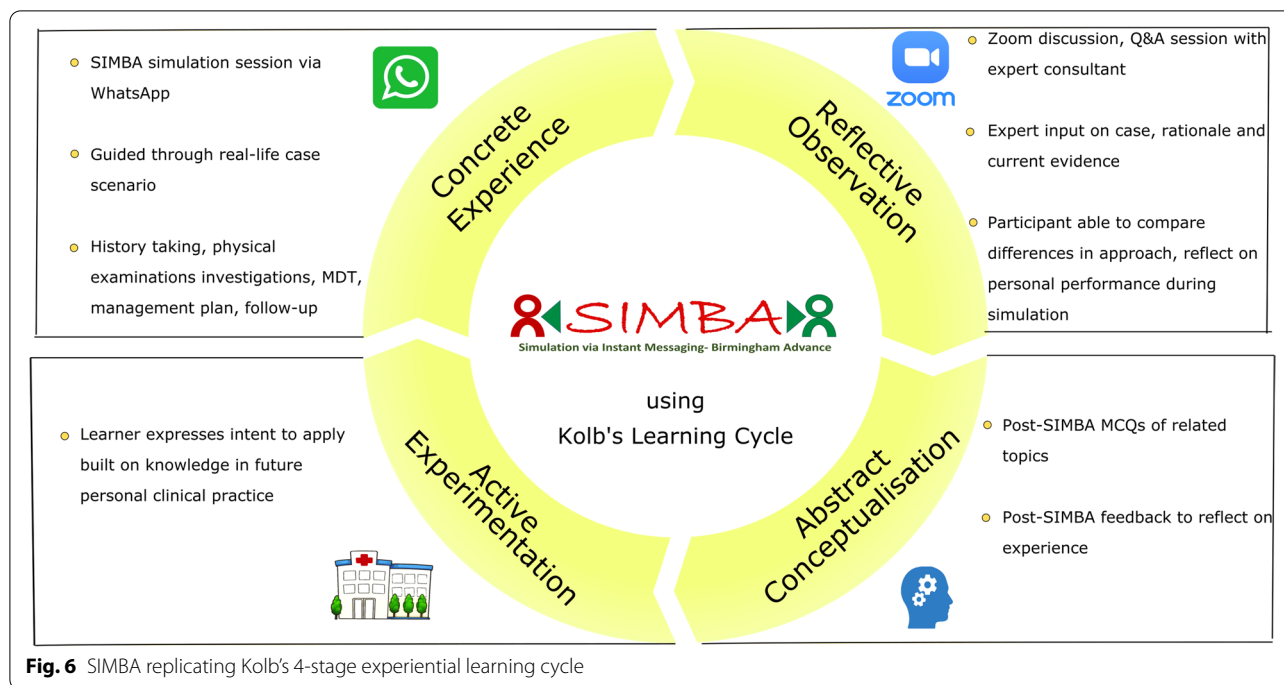 SIMBA simulation session via
WhatsApp
Guided through real-life case
scenario
History taking, physical
examinations investigations, MDT,
management plan, follow-up
Concrete
Experience
zoom
Zoom discussion, Q&A session with
expert consultant
Expert input on case, rationale and
current evidence
Participant able to compare
differences in approach, reflect on
personal performance during
simulation
Reflective
Observation
SIMBA
Simulation via Instant Messaging- Birmingham Advance
using
Kolb's Learning Cycle
Learner expresses intent to apply
built on knowledge in future
personal clinical practice
Active
Experimentation
Abstract
Conceptualisation
Post-SIMBA MCQs of related
topics
Post-SIMBA feedback to reflect on
experience
Fig. 6 SIMBA replicating Kolb's 4-stage experiential learning cycle